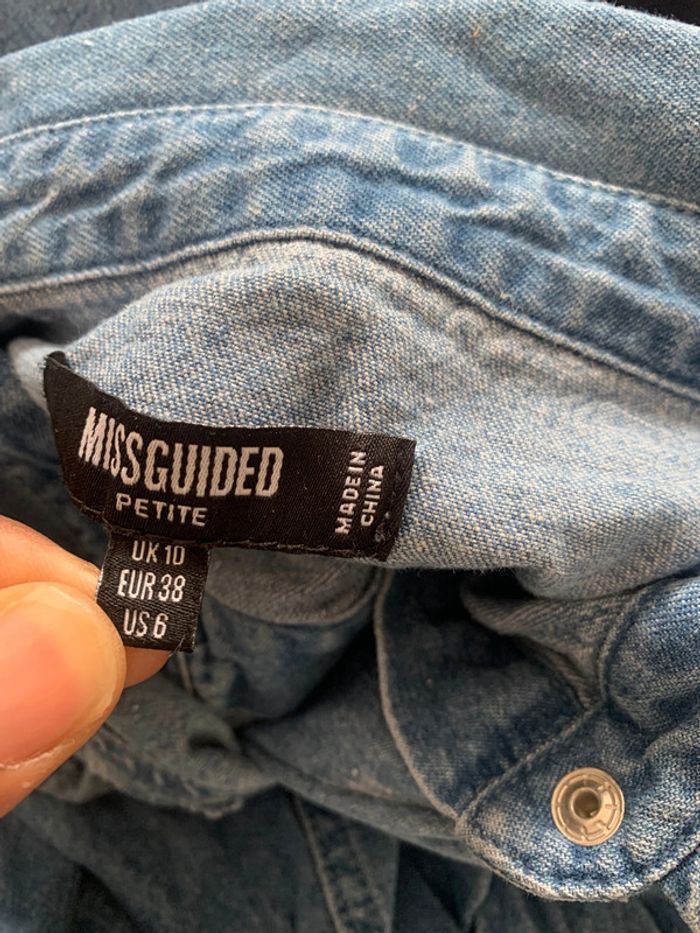 MISSGUIDED
PETITE
MADE IN
CHINA
UK 10
EUR 38
US 6